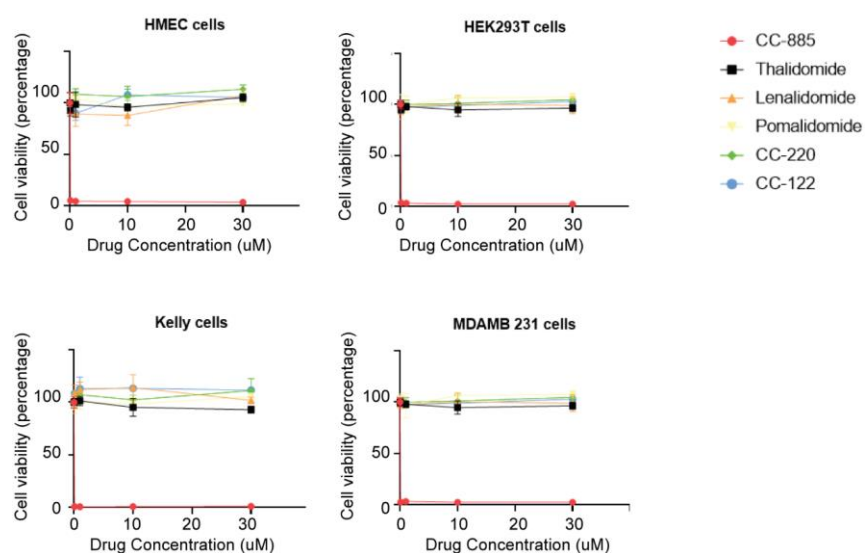 HMEC cells
Cell viability (percentage)
100
50
0
0 10 20 30
Drug Concentration (uM)
HEK293T cells
Cell viability (percentage)
100
50
0
0 10 20 30
Drug Concentration (uM)
CC-885
Thalidomide
Lenalidomide
Pomalidomide
CC-220
CC-122
Kelly cells
Cell viability (percentage)
100
50
0
0 10 20 30
Drug Concentration (uM)
MDAMB 231 cells
Cell viability (percentage)
100
50
0
0 10 20 30
Drug Concentration (uM)